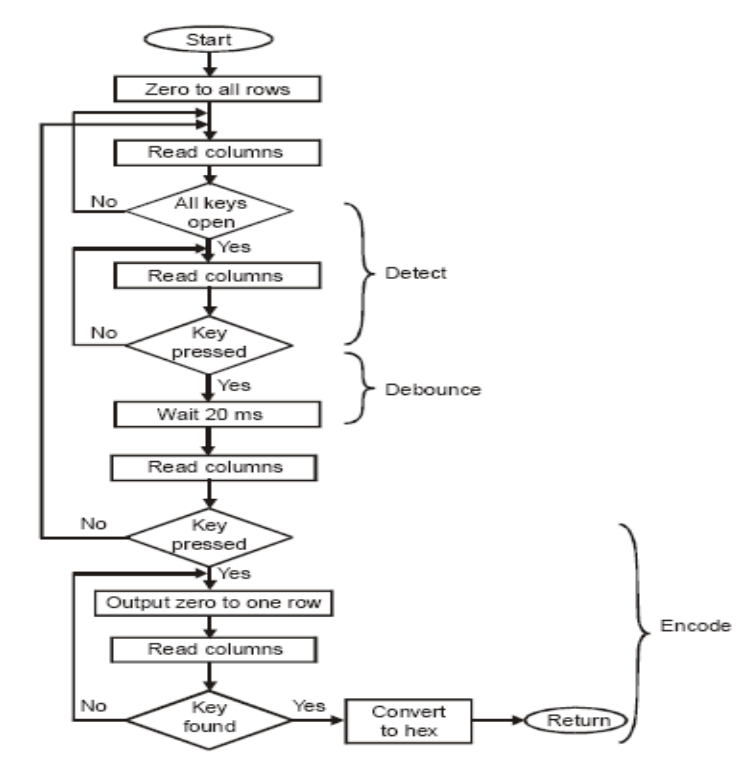 Start
Zero to all rows
Read columns
No
All keys
open
Yes
Read columns
Detect
No
Key
pressed
Yes
Debounce
Wait 20 ms
Read columns
No
Key
pressed
Yes
Output zero to one row
Encode
Read columns
No
Key
found
Yes
Convert
to hex
Return